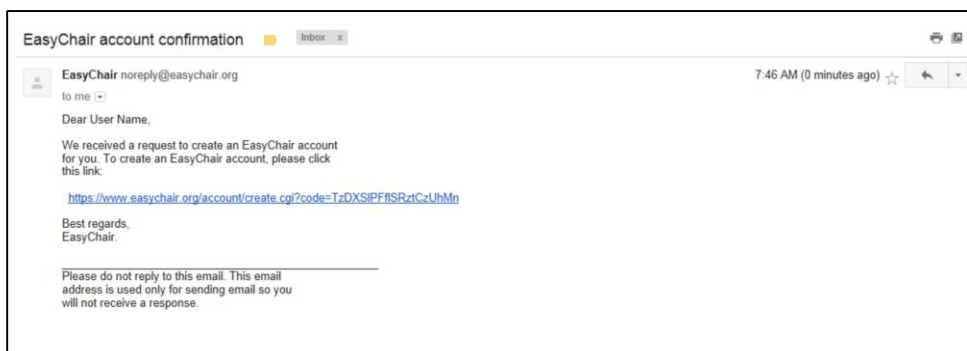 EasyChair account confirmation
Inbox x
EasyChair noreply@easychair.org
7:46 AM (0 minutes ago)
to me
Dear User Name,
We received a request to create an EasyChair account
for you. To create an EasyChair account, please click
this link:
https://www.easychair.org/account/create.cgi?code=TzDXSIPFflSRztCzUhMn
Best regards,
EasyChair.
Please do not reply to this email. This email
address is used only for sending email so you
will not receive a response.